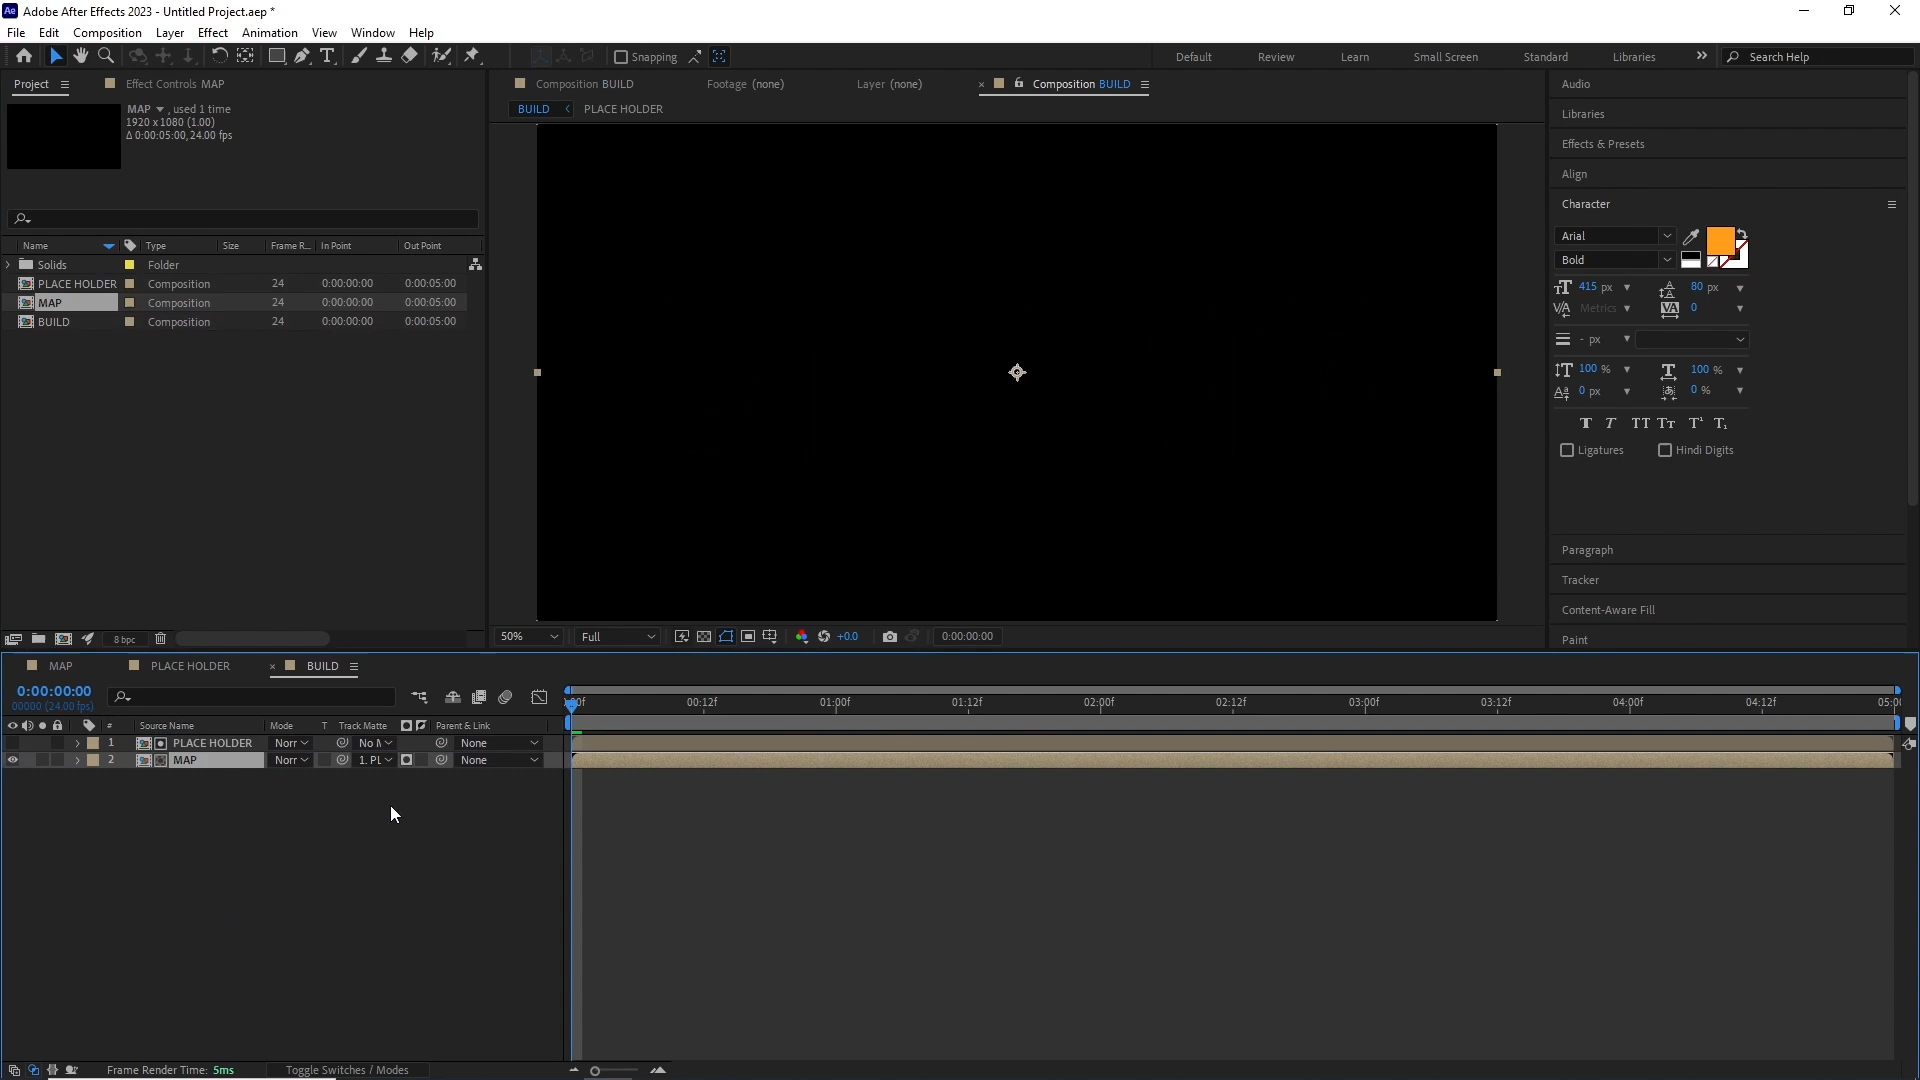 Adobe After Effects 2023 - Untitled Project.aep *
File Edit Composition Layer Effect Animation View Window Help
Snapping Default Review Learn Small Screen Standard Libraries Search Help
Project Effect Controls MAP
MAP , used 1 time
1920 x 1080 (1.00)
Δ 0:00:05:00, 24.00 fps
Name Type Size Frame R... In Point Out Point
Solids Folder
PLACE HOLDER Composition 24 0:00:00:00 0:00:05:00
MAP Composition 24 0:00:00:00 0:00:05:00
BUILD Composition 24 0:00:00:00 0:00:05:00
8 bpc
Composition BUILD Footage (none) Layer (none) × Composition BUILD
BUILD < PLACE HOLDER
50% Full +0.0 0:00:00:00
Audio
Libraries
Effects & Presets
Align
Character
Arial
Bold
415 px 80 px
Metrics 0
- px
100 % 100 %
0 px 0 %
Ligatures Hindi Digits
Paragraph
Tracker
Content-Aware Fill
Paint
MAP PLACE HOLDER × BUILD
0:00:00:00
00000 (24.00 fps)
00:12f 01:00f 01:12f 02:00f 02:12f 03:00f 03:12f 04:00f 04:12f 05:00
# Source Name Mode T Track Matte Parent & Link
1 PLACE HOLDER Norr No M None
2 MAP Norr 1. PL None
Frame Render Time: 5ms Toggle Switches / Modes